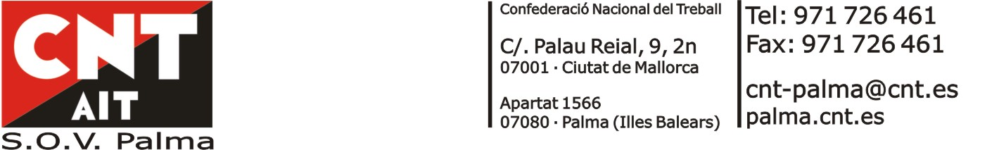 CNT
AIT
S.O.V. Palma
Confederació Nacional del Treball
C/. Palau Reial, 9, 2n
07001 · Ciutat de Mallorca
Apartat 1566
07080 · Palma (Illes Balears)
Tel: 971 726 461
Fax: 971 726 461
cnt-palma@cnt.es
palma.cnt.es